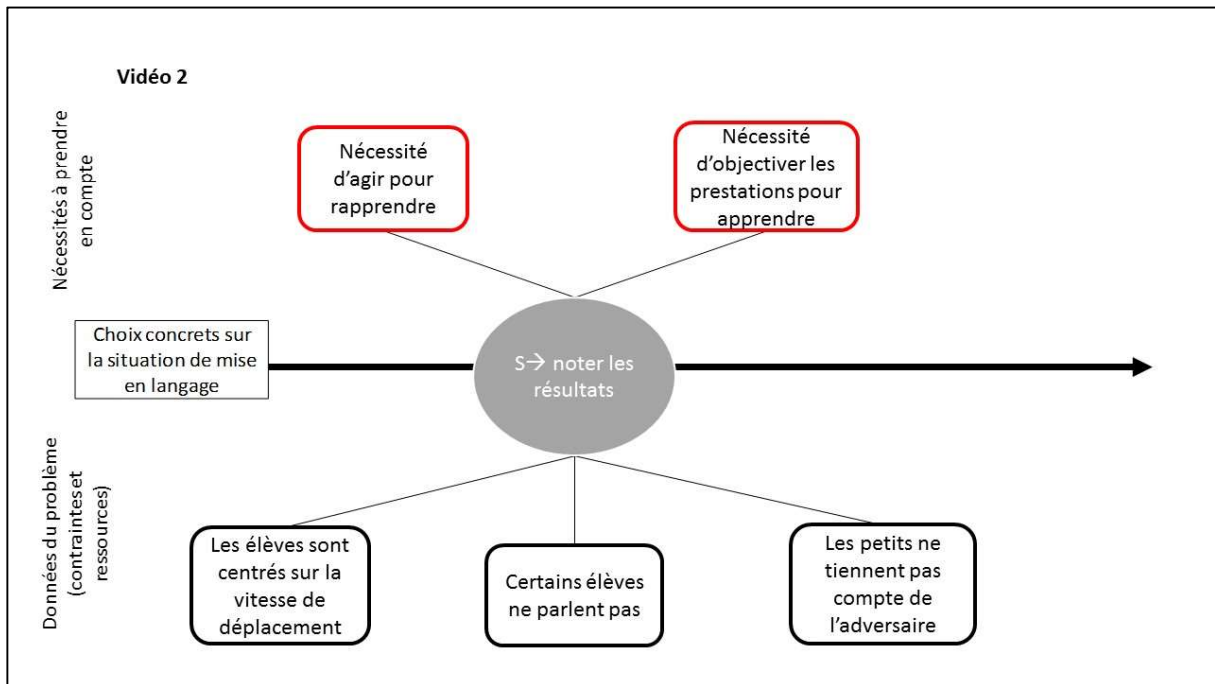 Vidéo 2
Nécessités à prendre
en compte
Nécessité
d'agir pour
rapprendre
Nécessité
d'objectiver les
prestations pour
apprendre
Choix concrets sur
la situation de mise
en langage
S→ noter les
résultats
Données du problème
(contrainteset
ressources)
Les élèves sont
centrés sur la
vitesse de
déplacement
Certains élèves
ne parlent pas
Les petits ne
tiennent pas
compte de
l'adversaire